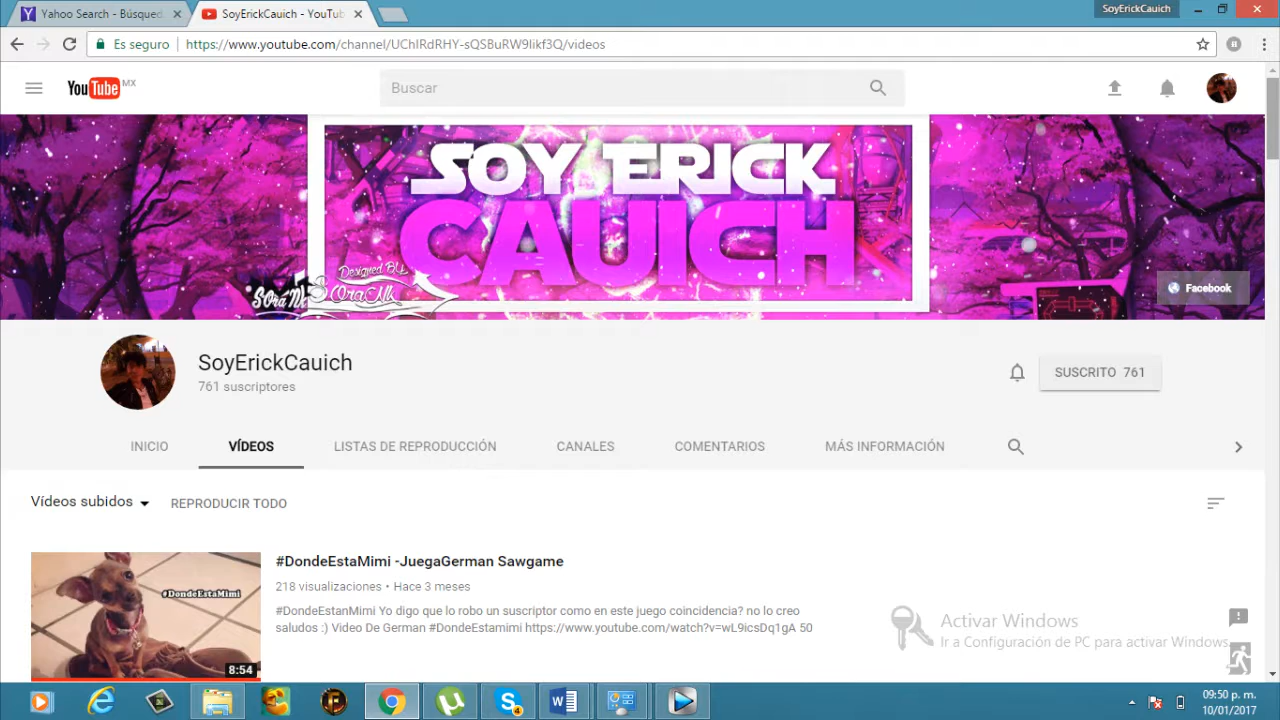 Yahoo Search - Búsqued
SoyErickCauich - YouTub
SoyErickCauich
Es seguro
https://www.youtube.com/channel/UChIRdRHY-sQSBuRW9Iikf3Q/videos
YouTube MX
Buscar
SOY ERICK
CAUICH
Designed By
Facebook
SoyErickCauich
761 suscriptores
SUSCRITO 761
INICIO
VÍDEOS
LISTAS DE REPRODUCCIÓN
CANALES
COMENTARIOS
MÁS INFORMACIÓN
Vídeos subidos
REPRODUCIR TODO
#DondeEstaMimi
8:54
#DondeEstaMimi -JuegaGerman Sawgame
218 visualizaciones • Hace 3 meses
#DondeEstanMimi Yo digo que lo robo un suscriptor como en este juego coincidencia? no lo creo
saludos :) Video De German #DondeEstamimi https://www.youtube.com/watch?v=wL9icsDq1gA 50
Activar Windows
Ir a Configuración de PC para activar Windows.
09:50 p. m.
10/01/2017